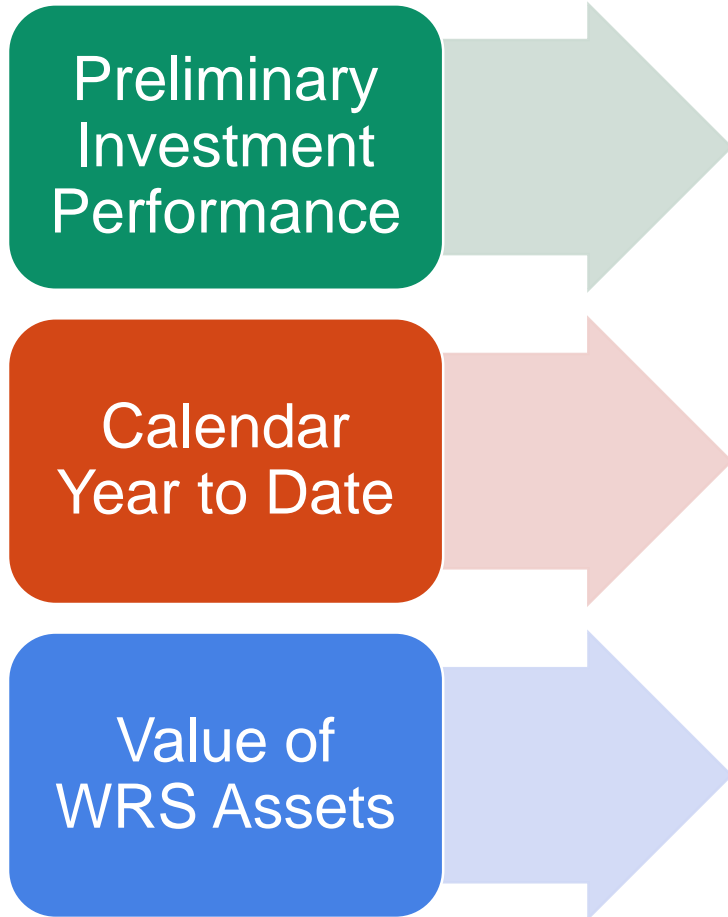 Preliminary
Investment
Performance
Calendar
Year to Date
Value of
WRS Assets